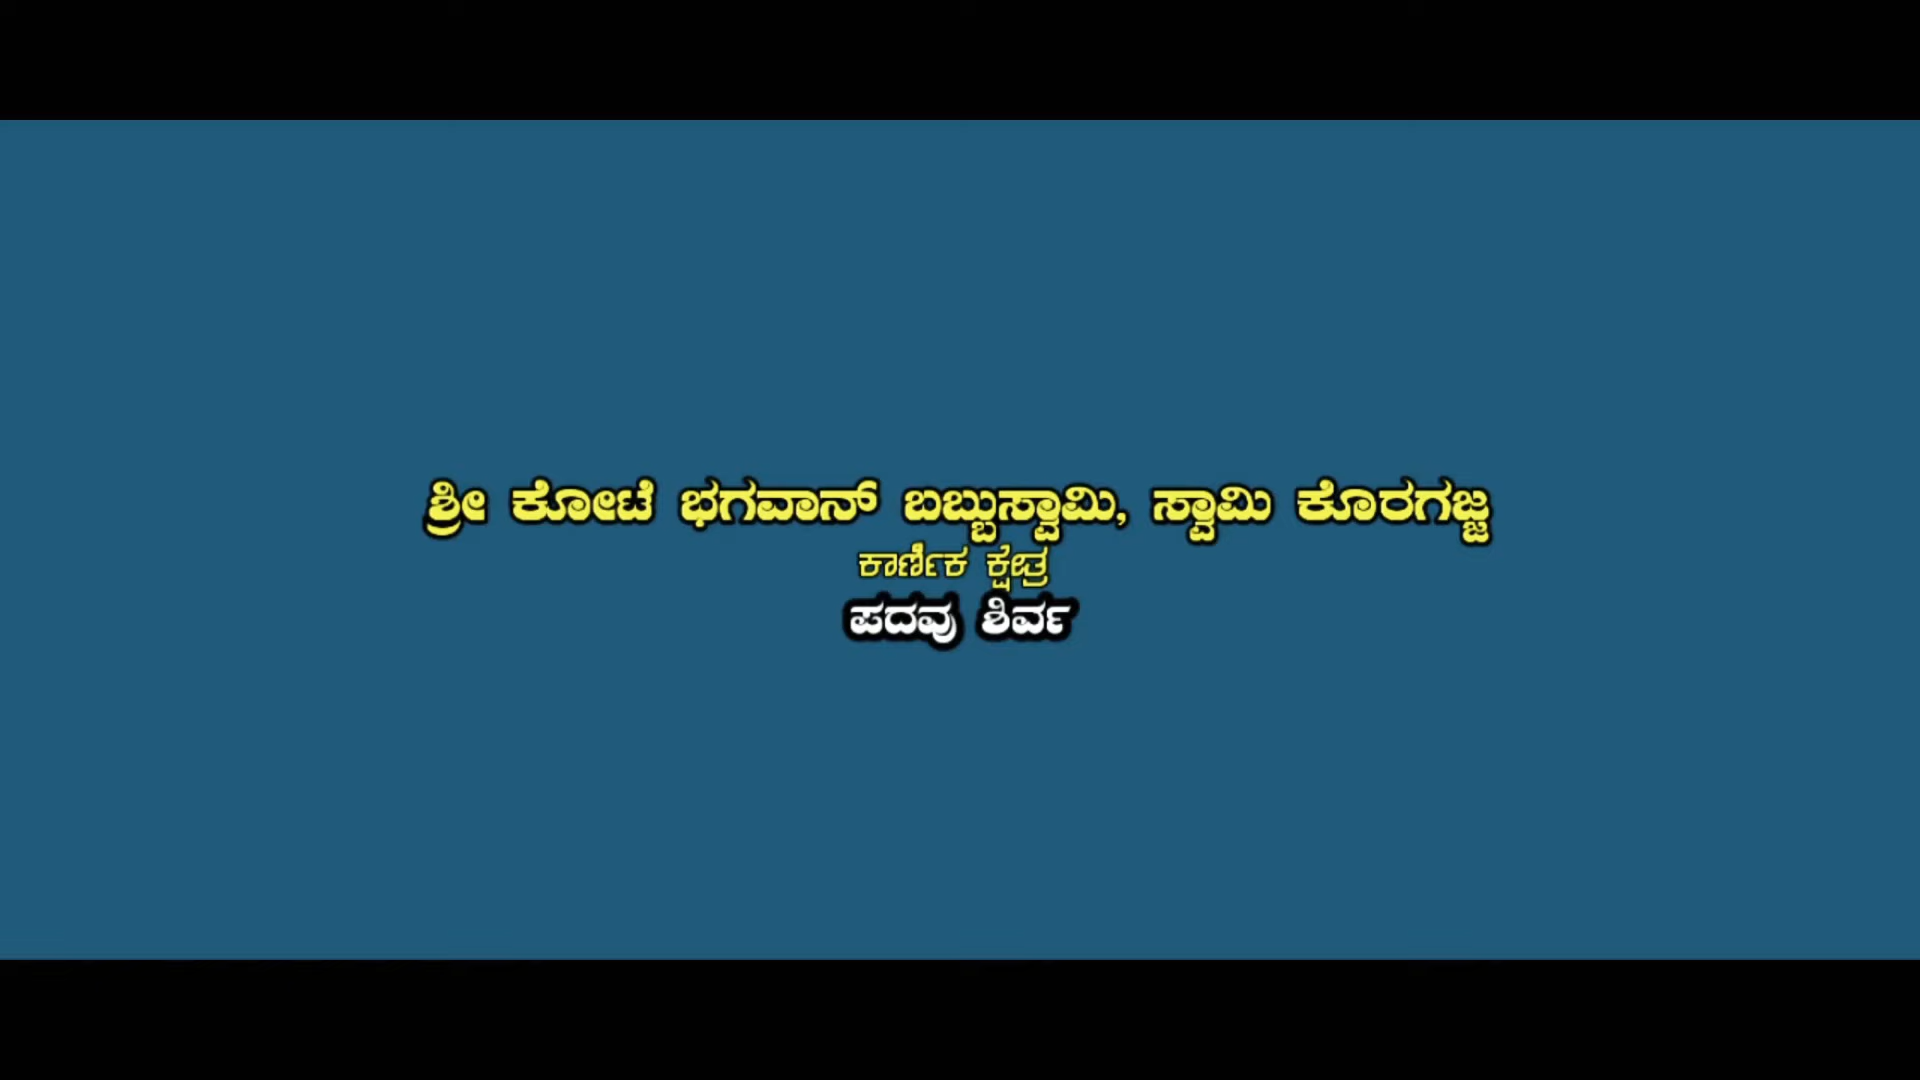 ಶ್ರೀ ಕೋಟೆ ಭಗವಾನ್ ಬಬ್ಬುಸ್ವಾಮಿ, ಸ್ವಾಮಿ ಕೊರಗಜ್ಜ
ಕಾರ್ಣಿಕ ಕ್ಷೇತ್ರ
ಪದವು ಶಿರ್ವ